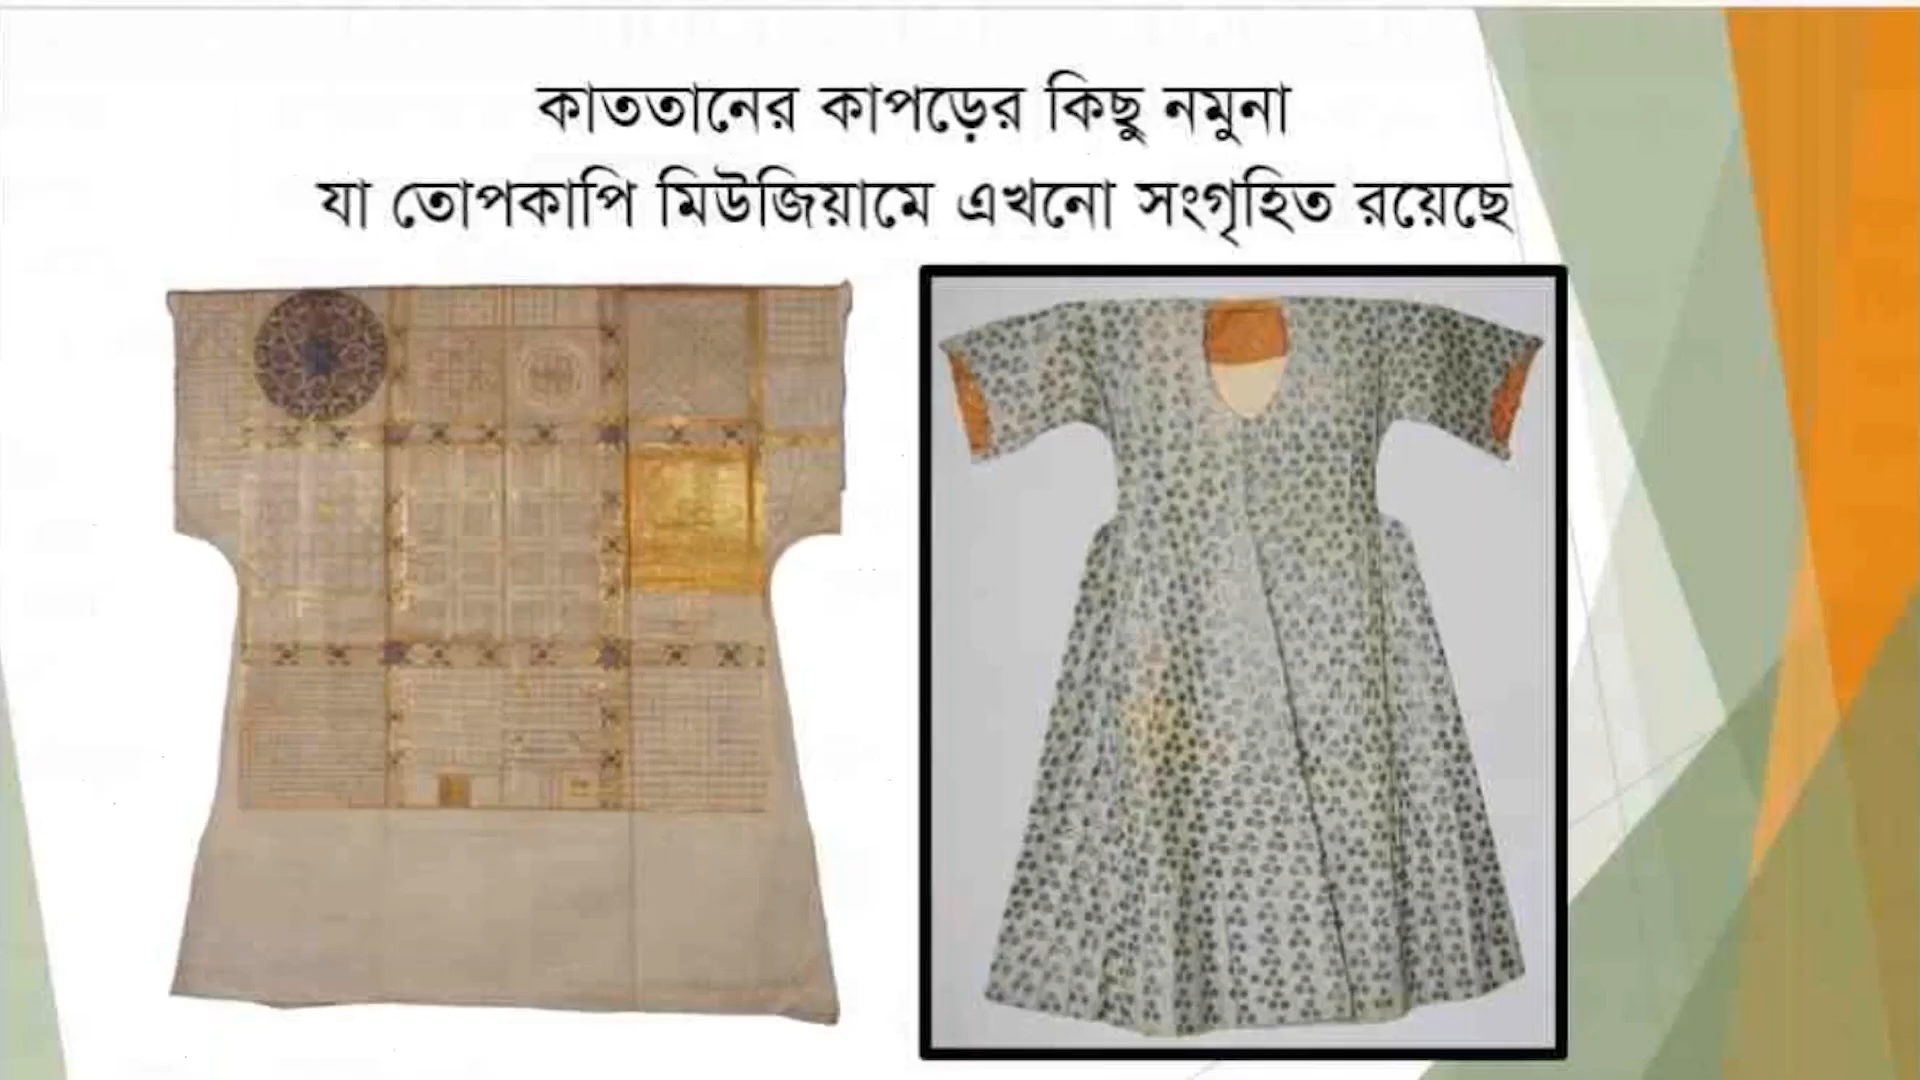 কাততানের কাপড়ের কিছু নমুনা
যা তোপকাপি মিউজিয়ামে এখনো সংগৃহিত রয়েছে